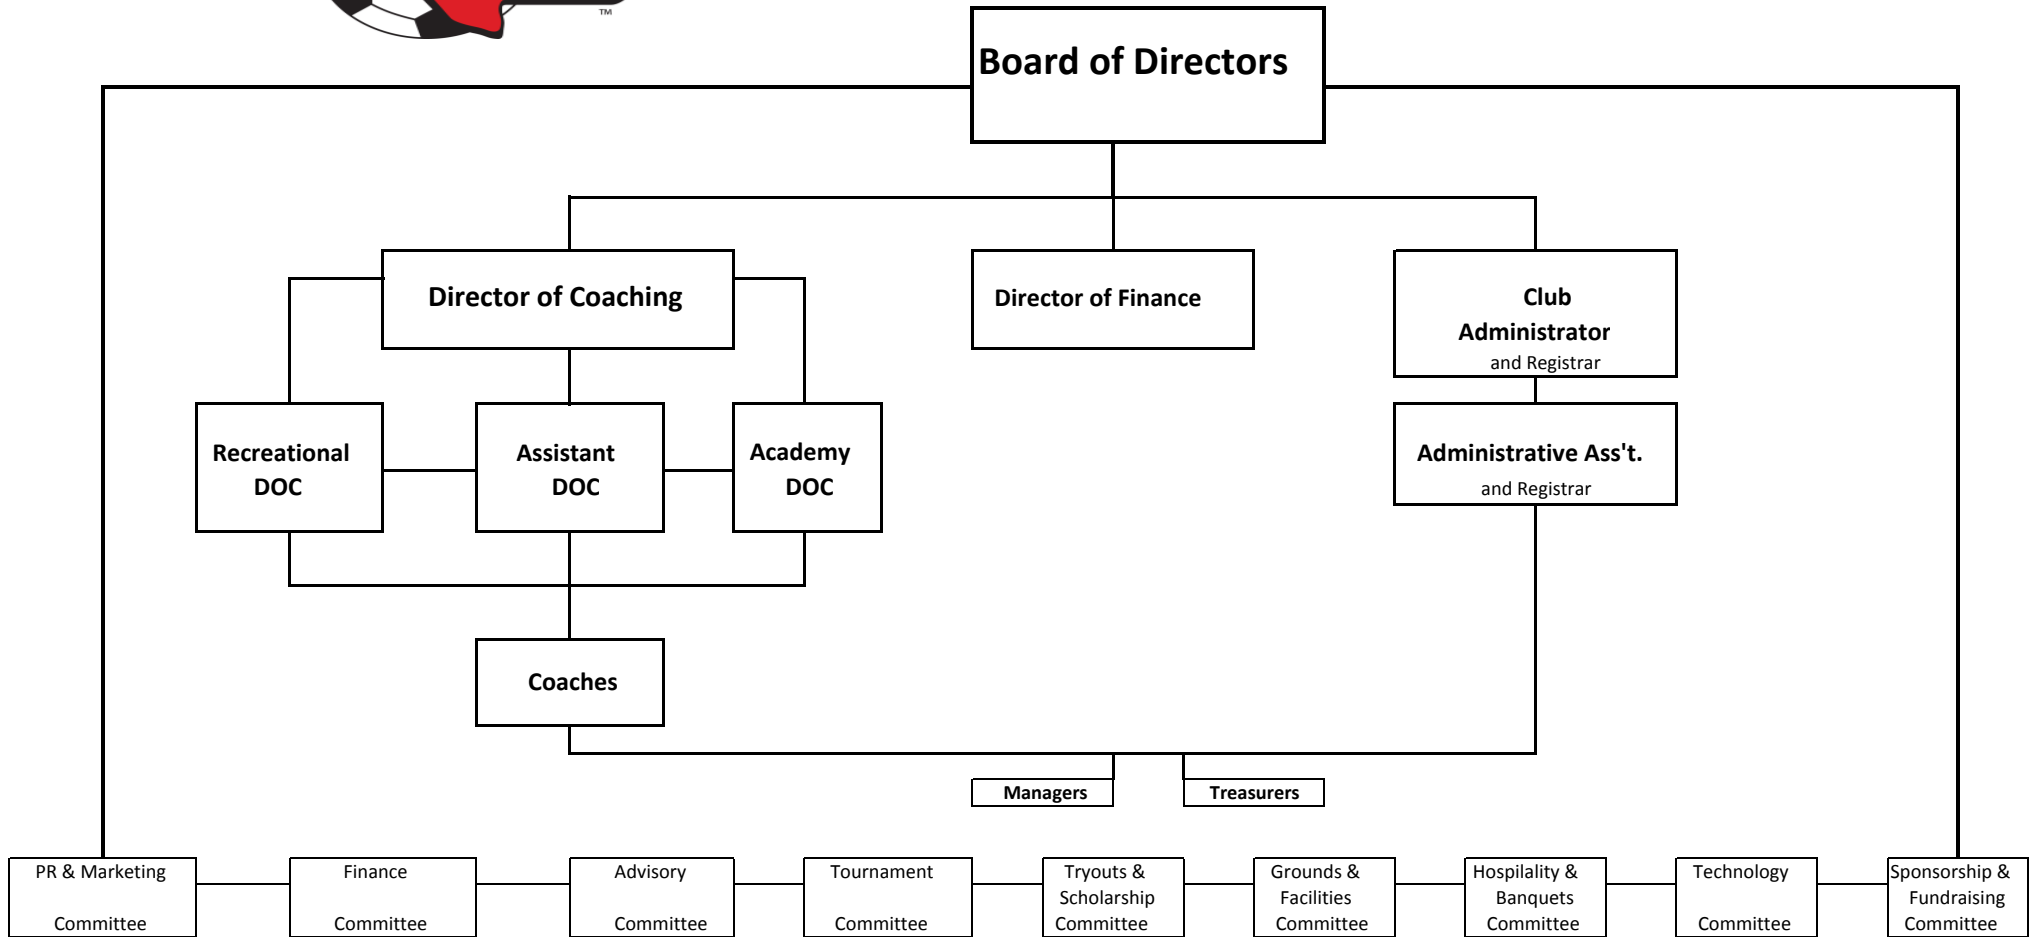 TM
Board of Directors
Director of Coaching
Director of Finance
Club
Administrator
and Registrar
Recreational
DOC
Assistant
DOC
Academy
DOC
Administrative Ass't.
and Registrar
Coaches
Managers
Treasurers
PR & Marketing
Committee
Finance
Committee
Advisory
Committee
Tournament
Committee
Tryouts &
Scholarship
Committee
Grounds &
Facilities
Committee
Hospilality &
Banquets
Committee
Technology
Committee
Sponsorship &
Fundraising
Committee